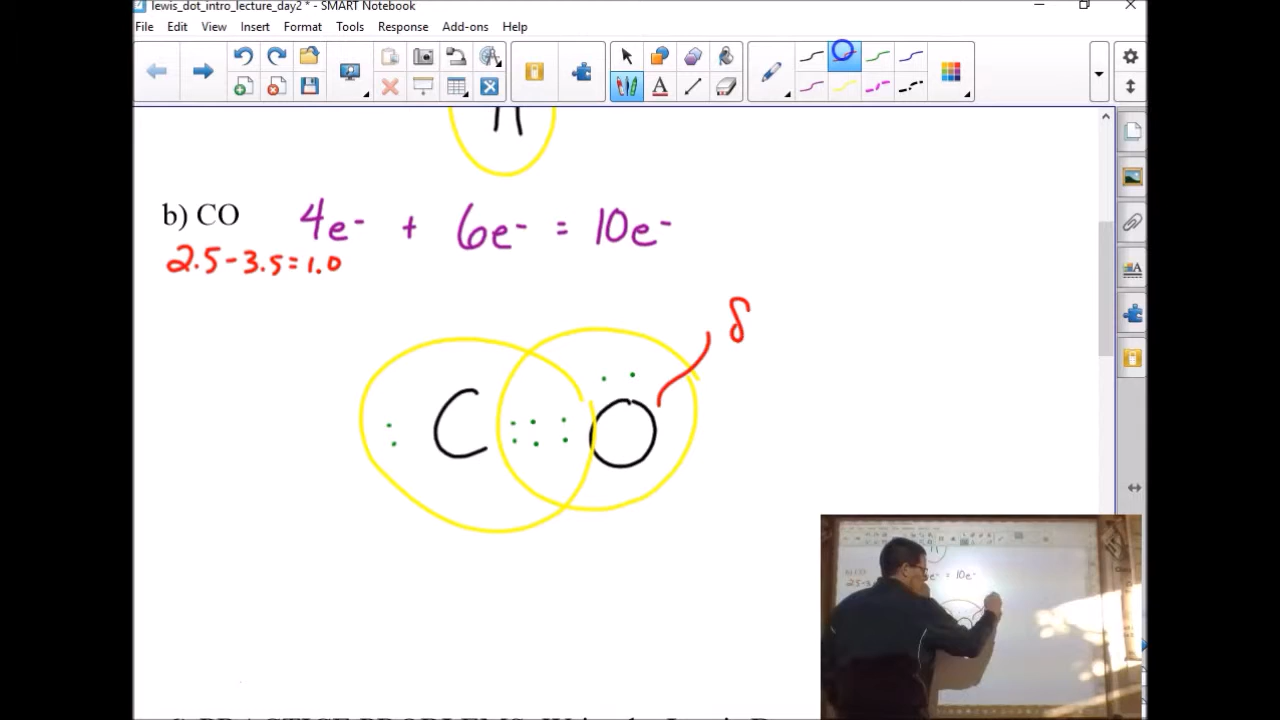 lewis_dot_intro_lecture_day2 * - SMART Notebook
File Edit View Insert Format Tools Response Add-ons Help
b) CO 4e- + 6e- = 10e-
2.5-3.5=1.0
δ
C O